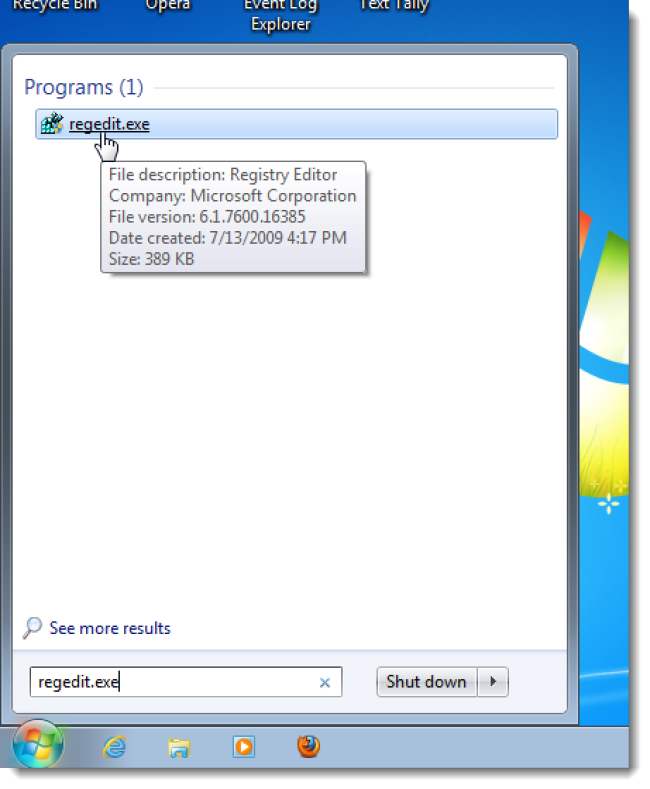 Recycle Bin
Opera
Event Log
Explorer
Text Tally
Programs (1)
regedit.exe
File description: Registry Editor
Company: Microsoft Corporation
File version: 6.1.7600.16385
Date created: 7/13/2009 4:17 PM
Size: 389 KB
See more results
regedit.exe
Shut down